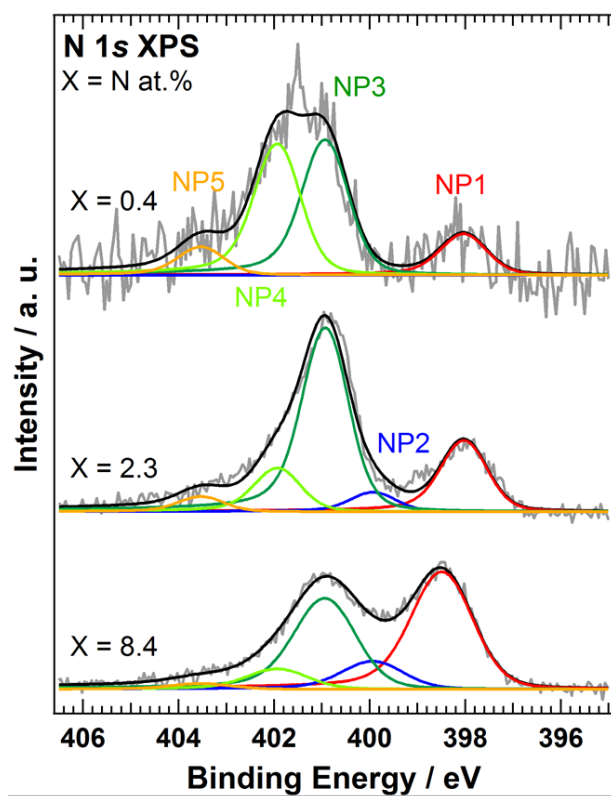 N 1s XPS
X = N at.%
NP3
NP5
NP1
X = 0.4
NP4
NP2
X = 2.3
X = 8.4
Intensity / a. u.
406 404 402 400 398 396
Binding Energy / eV